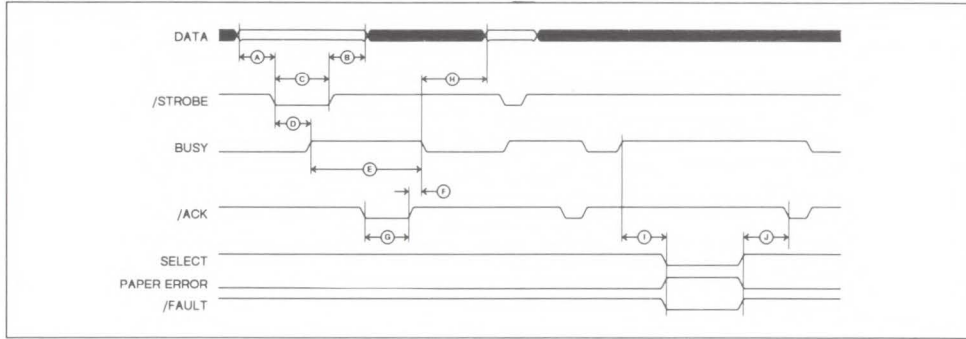 DATA
A
B
C
H
/STROBE
D
BUSY
E
F
/ACK
G
I
J
SELECT
PAPER ERROR
/FAULT